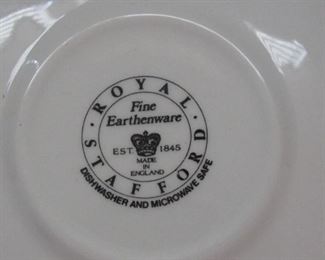 · ROYAL ·
STAFFORD
Fine
Earthenware
EST. 1845
MADE
IN
ENGLAND
DISHWASHER AND MICROWAVE SAFE